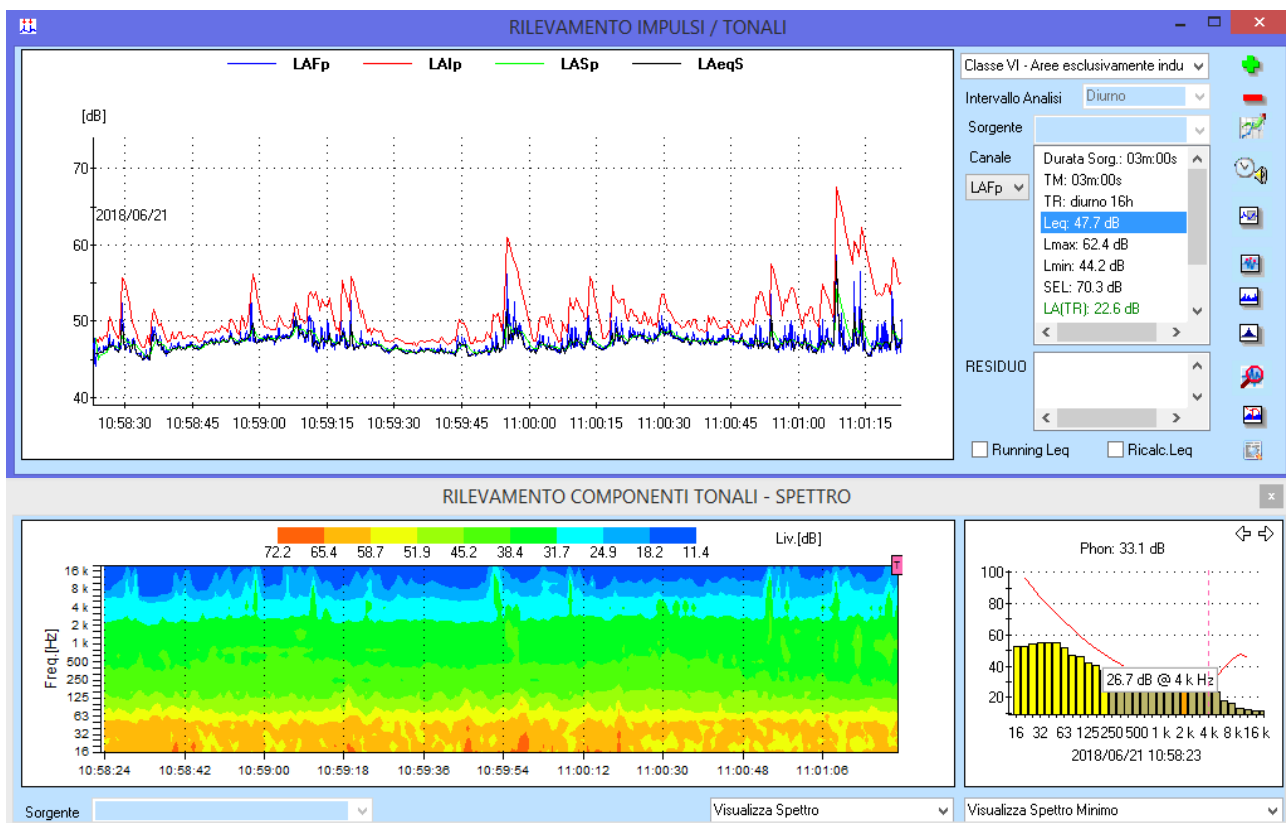 RILEVAMENTO IMPULSI / TONALI
LAFp LAIp LASp LAeqS
[dB]
70
60
50
40
2018/06/21
10:58:30 10:58:45 10:59:00 10:59:15 10:59:30 10:59:45 11:00:00 11:00:15 11:00:30 11:00:45 11:01:00 11:01:15
Classe VI - Aree esclusivamente indu
Intervallo Analisi Diurno
Sorgente
Canale
LAFp
Durata Sorg.: 03m:00s
TM: 03m:00s
TR: diurno 16h
Leq: 47.7 dB
Lmax: 62.4 dB
Lmin: 44.2 dB
SEL: 70.3 dB
LA(TR): 22.6 dB
RESIDUO
Running Leq Ricalc.Leq
RILEVAMENTO COMPONENTI TONALI - SPETTRO
x
72.2 65.4 58.7 51.9 45.2 38.4 31.7 24.9 18.2 11.4
Liv.[dB]
T
Freq.[Hz]
16 k
8 k
4 k
2 k
1 k
500
250
125
63
32
16
10:58:24 10:58:42 10:59:00 10:59:18 10:59:36 10:59:54 11:00:12 11:00:30 11:00:48 11:01:06
Phon: 33.1 dB
100
80
60
40
20
26.7 dB @ 4 k Hz
16 32 63 125 250 500 1 k 2 k 4 k 8 k 16 k
2018/06/21 10:58:23
Sorgente
Visualizza Spettro
Visualizza Spettro Minimo